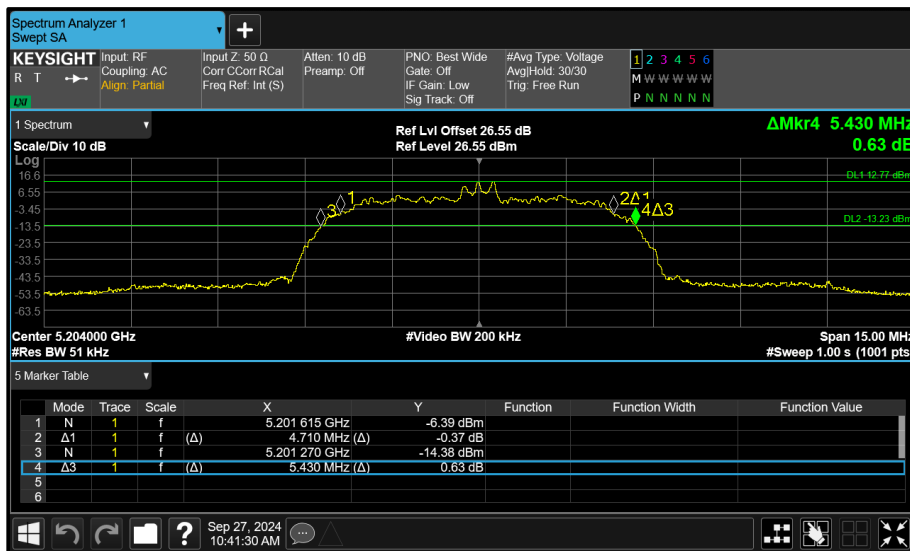 Spectrum Analyzer 1
Swept SA
KEYSIGHT
R T
LXI
Input: RF
Coupling: AC
Align: Partial
Input Z: 50 Ω
Corr CCorr RCal
Freq Ref: Int (S)
Atten: 10 dB
Preamp: Off
PNO: Best Wide
Gate: Off
IF Gain: Low
Sig Track: Off
#Avg Type: Voltage
Avg|Hold: 30/30
Trig: Free Run
1 2 3 4 5 6
M W W W W W
P N N N N N
1 Spectrum
Scale/Div 10 dB
Ref Lvl Offset 26.55 dB
Ref Level 26.55 dBm
ΔMkr4 5.430 MHz
0.63 dB
Log
16.6
6.55
-3.45
-13.5
-23.5
-33.5
-43.5
-53.5
-63.5
DL1 12.77 dBm
DL2 -13.23 dBm
3
1
2Δ1
4Δ3
Center 5.204000 GHz
#Video BW 200 kHz
Span 15.00 MHz
#Res BW 51 kHz
#Sweep 1.00 s (1001 pts
5 Marker Table
Mode Trace Scale X Y Function Function Width Function Value
1 N 1 f 5.201 615 GHz -6.39 dBm
2 Δ1 1 f (Δ) 4.710 MHz (Δ) -0.37 dB
3 N 1 f 5.201 270 GHz -14.38 dBm
4 Δ3 1 f (Δ) 5.430 MHz (Δ) 0.63 dB
5
6
?
Sep 27, 2024
10:41:30 AM